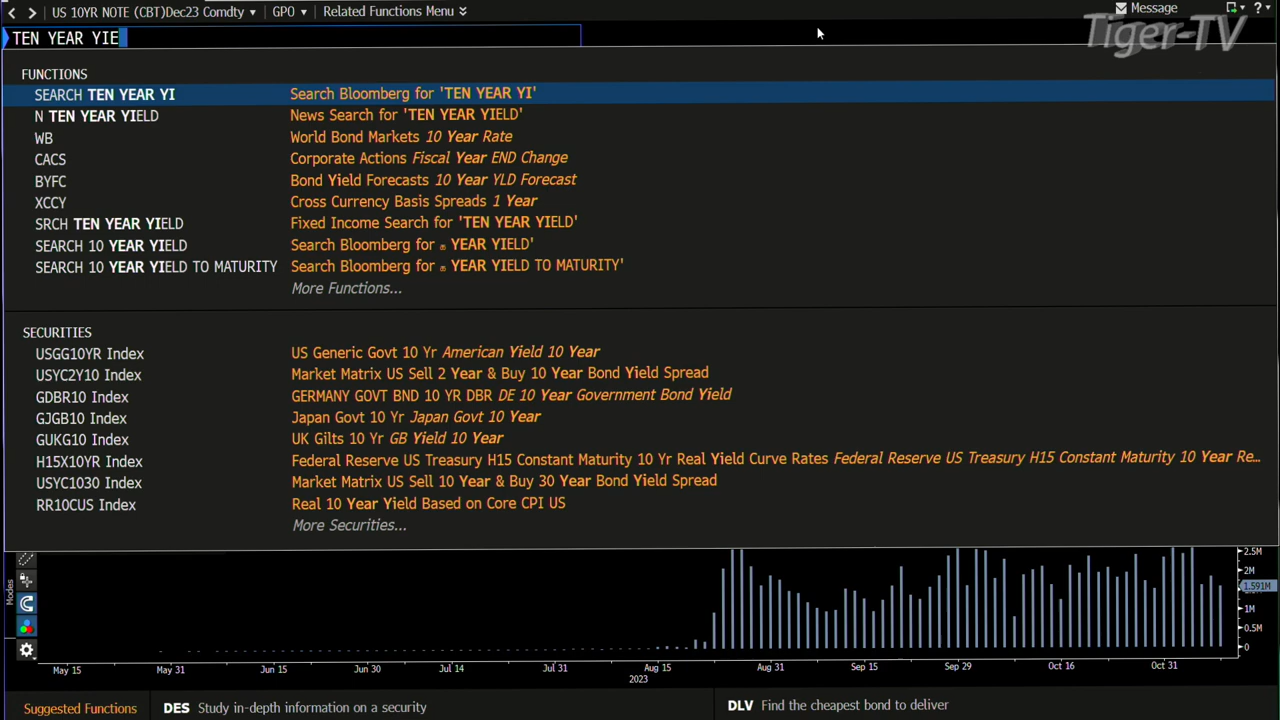 US 10YR NOTE (CBT)Dec23 Comdty GPO Related Functions Menu Message ?
Tiger-TV
TEN YEAR YIE
FUNCTIONS
SEARCH TEN YEAR YI Search Bloomberg for 'TEN YEAR YI'
N TEN YEAR YIELD News Search for 'TEN YEAR YIELD'
WB World Bond Markets 10 Year Rate
CACS Corporate Actions Fiscal Year END Change
BYFC Bond Yield Forecasts 10 Year YLD Forecast
XCCY Cross Currency Basis Spreads 1 Year
SRCH TEN YEAR YIELD Fixed Income Search for 'TEN YEAR YIELD'
SEARCH 10 YEAR YIELD Search Bloomberg for YEAR YIELD'
SEARCH 10 YEAR YIELD TO MATURITY Search Bloomberg for YEAR YIELD TO MATURITY'
More Functions...
SECURITIES
USGG10YR Index US Generic Govt 10 Yr American Yield 10 Year
USYC2Y10 Index Market Matrix US Sell 2 Year & Buy 10 Year Bond Yield Spread
GDBR10 Index GERMANY GOVT BND 10 YR DBR DE 10 Year Government Bond Yield
GJGB10 Index Japan Govt 10 Yr Japan Govt 10 Year
GUKG10 Index UK Gilts 10 Yr GB Yield 10 Year
H15X10YR Index Federal Reserve US Treasury H15 Constant Maturity 10 Yr Real Yield Curve Rates Federal Reserve US Treasury H15 Constant Maturity 10 Year Re...
USYC1030 Index Market Matrix US Sell 10 Year & Buy 30 Year Bond Yield Spread
RR10CUS Index Real 10 Year Yield Based on Core CPI US
More Securities...
Modes
2.5M
2M
1.591M
1M
0.5M
0
May 15 May 31 Jun 15 Jun 30 Jul 14 Jul 31 Aug 15 Aug 31 Sep 15 Sep 29 Oct 16 Oct 31
2023
Suggested Functions DES Study in-depth information on a security DLV Find the cheapest bond to deliver